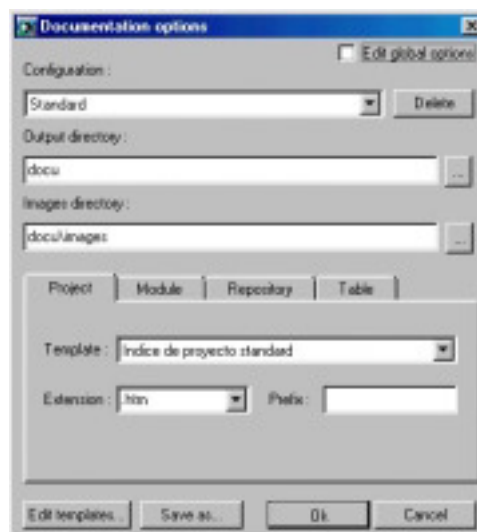 Documentation options
Edit global options
Configuration :
Standard
Delete
Output directory :
docu
...
Images directory :
docu\images
...
Project Module Repository Table
Template : Indice de proyecto standard
Extension : .htm Prefix :
Edit templates... Save as... Ok Cancel